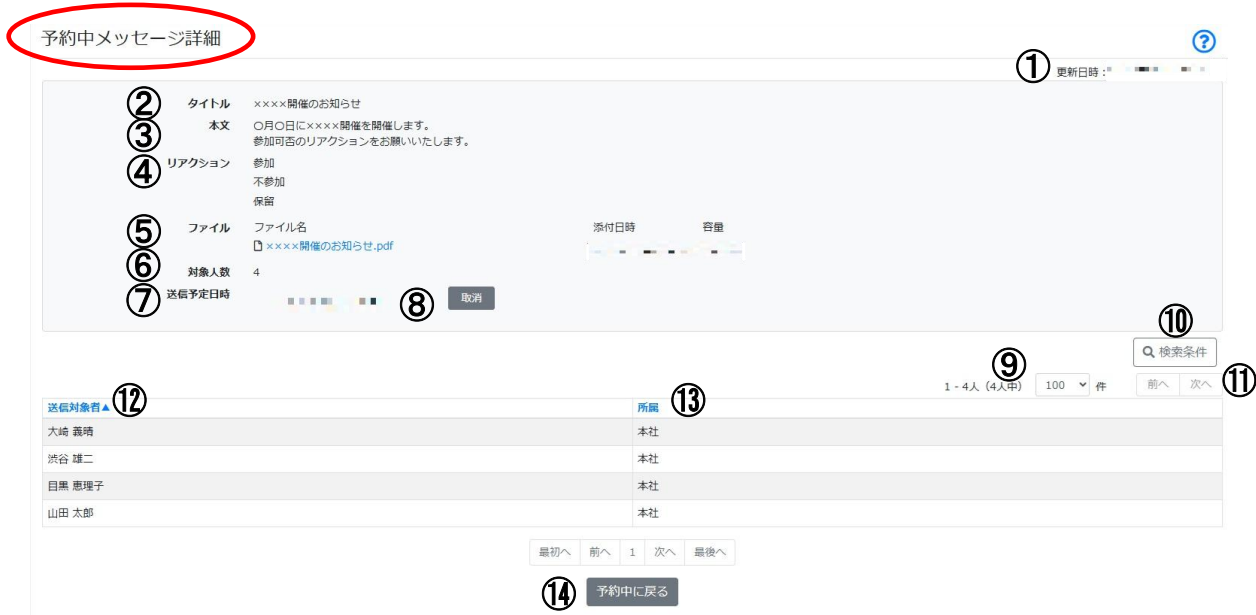 予約中メッセージ詳細
?
① 更新日時:
② タイトル ××××開催のお知らせ
③ 本文 〇月〇日に××××開催を開催します。
参加可否のリアクションをお願いいたします。
④ リアクション 参加
不参加
保留
⑤ ファイル ファイル名 添付日時 容量
××××開催のお知らせ.pdf
⑥ 対象人数 4
⑦ 送信予定日時 ⑧ 取消
⑩
検索条件
⑨
1 - 4人(4人中) 100 件 前へ 次へ ⑪
送信対象者▲ ⑫ 所属 ⑬
大崎 義晴 本社
渋谷 雄二 本社
目黒 恵理子 本社
山田 太郎 本社
最初へ 前へ 1 次へ 最後へ
⑭ 予約中に戻る